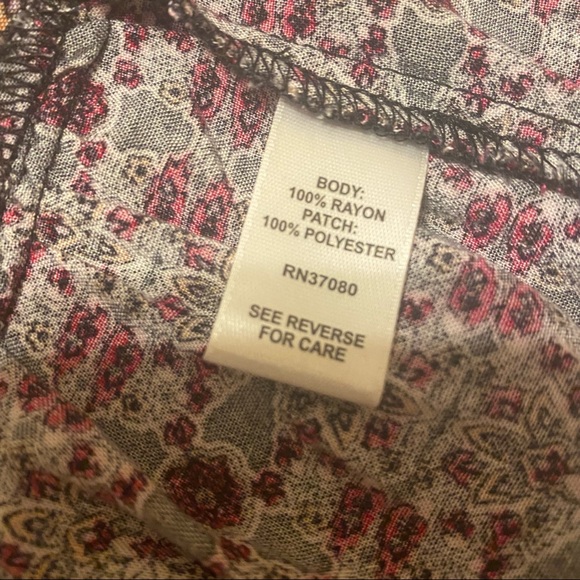 BODY:
100% RAYON
PATCH:
100% POLYESTER
RN37080
SEE REVERSE
FOR CARE